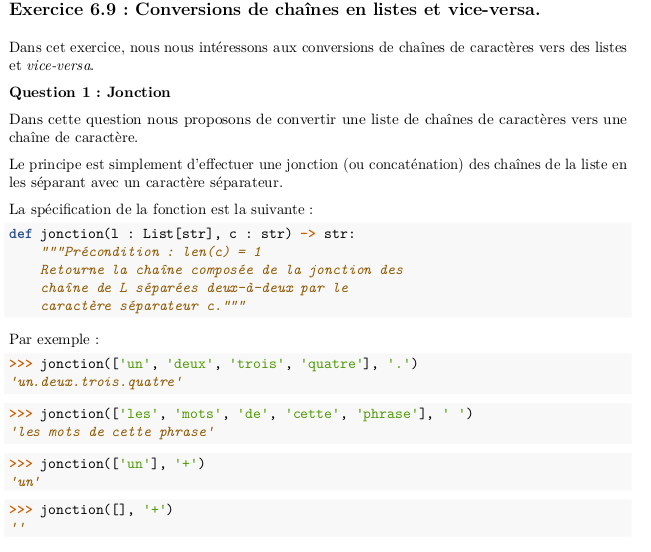 Exercice 6.9 : Conversions de chaînes en listes et vice-versa.
Dans cet exercice, nous nous intéressons aux conversions de chaînes de caractères vers des listes
et vice-versa.
Question 1 : Jonction
Dans cette question nous proposons de convertir une liste de chaînes de caractères vers une
chaîne de caractère.
Le principe est simplement d'effectuer une jonction (ou concaténation) des chaînes de la liste en
les séparant avec un caractère séparateur.
La spécification de la fonction est la suivante :
def jonction(l : List[str], c : str) -> str:
    """Précondition : len(c) = 1
    Retourne la chaîne composée de la jonction des
    chaîne de L séparées deux-à-deux par le
    caractère séparateur c."""
Par exemple :
>>> jonction(['un', 'deux', 'trois', 'quatre'], '.')
'un.deux.trois.quatre'
>>> jonction(['les', 'mots', 'de', 'cette', 'phrase'], ' ')
'les mots de cette phrase'
>>> jonction(['un'], '+')
'un'
>>> jonction([], '+')
''